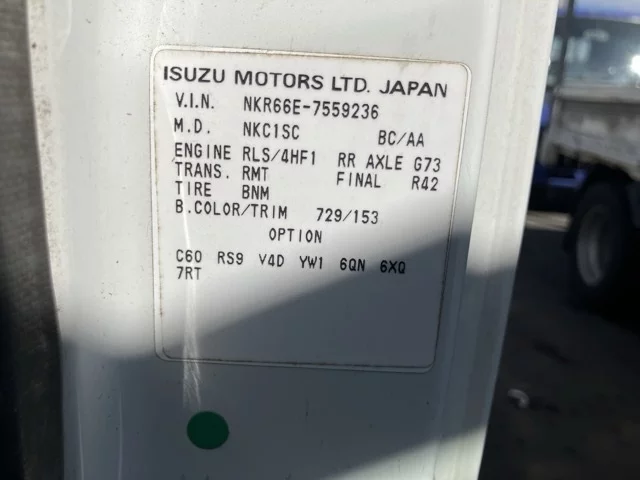 ISUZU MOTORS LTD. JAPAN
V.I.N. NKR66E-7559236
M.D. NKC1SC BC/AA
ENGINE RLS/4HF1 RR AXLE G73
TRANS. RMT FINAL R42
TIRE BNM
B.COLOR/TRIM 729/153
OPTION
C60 RS9 V4D YW1 6QN 6XQ
7RT